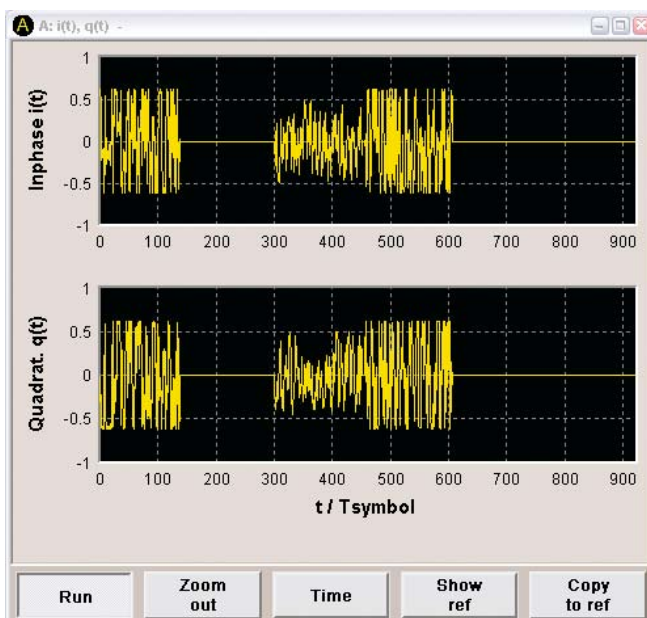 A A: i(t), q(t) -
Inphase i(t)
1
0.5
0
-0.5
-1
0 100 200 300 400 500 600 700 800 900
Quadrat. q(t)
1
0.5
0
-0.5
-1
0 100 200 300 400 500 600 700 800 900
t / Tsymbol
Run
Zoom
out
Time
Show
ref
Copy
to ref